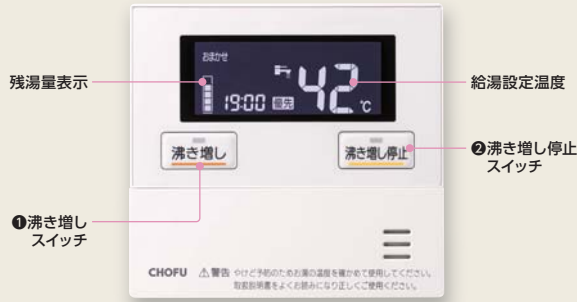 おまかせ
残湯量表示
給湯設定温度
42
19:00 優先
℃
沸き増し
沸き増し停止
❷沸き増し停止
スイッチ
❶沸き増し
スイッチ
CHOFU ⚠警告 やけど予防のためお湯の温度を確かめて使用してください。
取扱説明書をよくお読みになり正しくご使用ください。